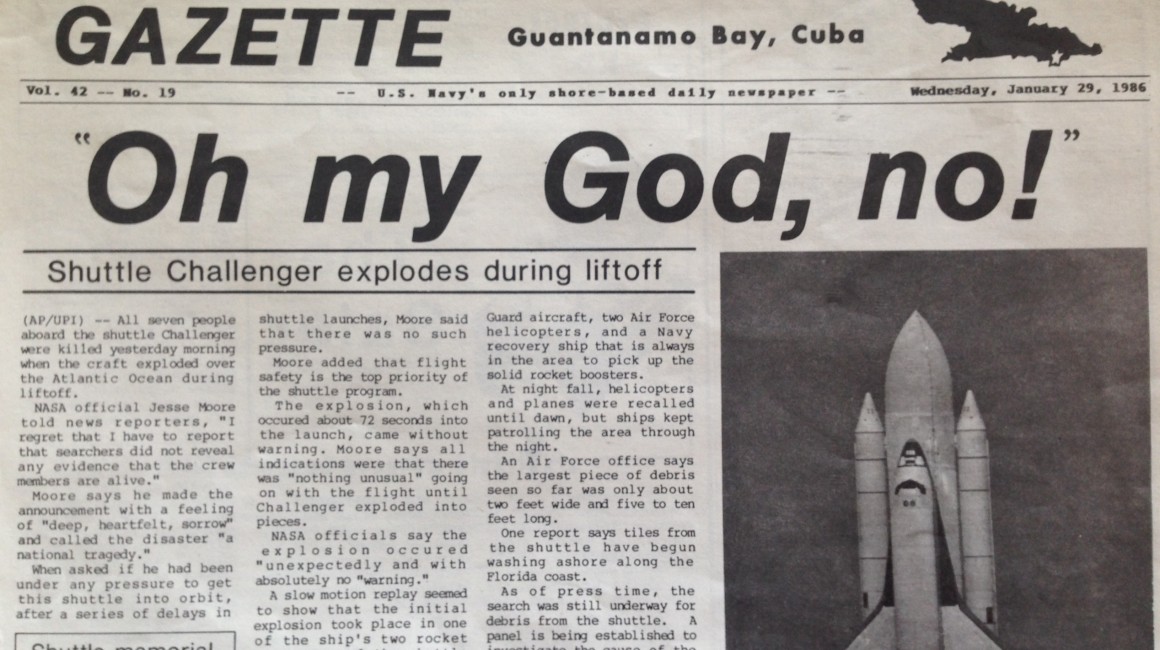 GAZETTE
Guantanamo Bay, Cuba
Vol. 42 -- No. 19 -- U.S. Navy's only shore-based daily newspaper -- Wednesday, January 29, 1986
"Oh my God, no!"
Shuttle Challenger explodes during liftoff
(AP/UPI) -- All seven people
aboard the shuttle Challenger
were killed yesterday morning
when the craft exploded over
the Atlantic Ocean during
liftoff.
NASA official Jesse Moore
told news reporters, "I
regret that I have to report
that searchers did not reveal
any evidence that the crew
members are alive."
Moore says he made the
announcement with a feeling
of "deep, heartfelt, sorrow"
and called the disaster "a
national tragedy."
When asked if he had been
under any pressure to get
this shuttle into orbit,
after a series of delays in
Shuttle memorial
shuttle launches, Moore said
that there was no such
pressure.
Moore added that flight
safety is the top priority of
the shuttle program.
The explosion, which
occured about 72 seconds into
the launch, came without
warning. Moore says all
indications were that there
was "nothing unusual" going
on with the flight until
Challenger exploded into
pieces.
NASA officials say the
explosion occured
"unexpectedly and with
absolutely no "warning."
A slow motion replay seemed
to show that the initial
explosion took place in one
of the ship's two rocket
Guard aircraft, two Air Force
helicopters, and a Navy
recovery ship that is always
in the area to pick up the
solid rocket boosters.
At night fall, helicopters
and planes were recalled
until dawn, but ships kept
patrolling the area through
the night.
An Air Force office says
the largest piece of debris
seen so far was only about
two feet wide and five to ten
feet long.
One report says tiles from
the shuttle have begun
washing ashore along the
Florida coast.
As of press time, the
search was still underway for
debris from the shuttle. A
panel is being established to
investigate the cause of the